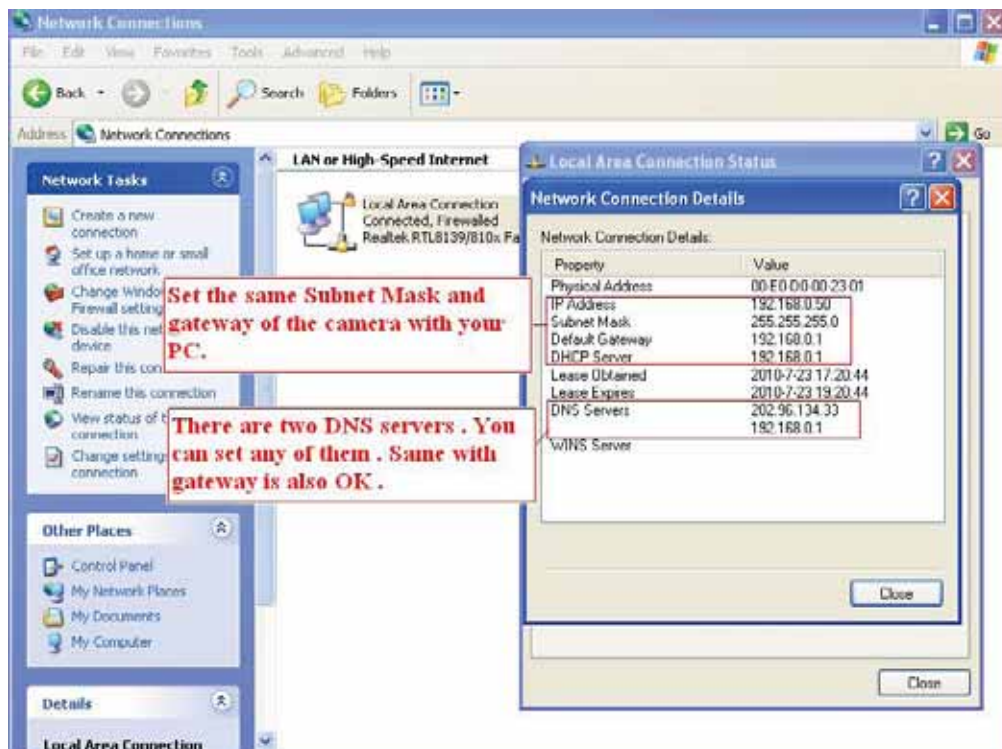 Network Connections
File Edit View Favorites Tools Advanced Help
Back Search Folders
Address Network Connections Go
Network Tasks
Create a new
connection
Set up a home or small
office network
Change Windo
Firewall setting
Disable this net
device
Repair this con
Rename this connection
View status of t
connection
Change setting
connection
Other Places
Control Panel
My Network Places
My Documents
My Computer
Details
Local Area Connection
LAN or High-Speed Internet
Local Area Connection
Connected, Firewalled
Realtek RTL8139/810x Fa
Set the same Subnet Mask and
gateway of the camera with your
PC.
There are two DNS servers . You
can set any of them . Same with
gateway is also OK .
Local Area Connection Status
Network Connection Details
Network Connection Details:
Property Value
Physical Address 00-E0-D0-00-23-01
IP Address 192.168.0.50
Subnet Mask 255.255.255.0
Default Gateway 192.168.0.1
DHCP Server 192.168.0.1
Lease Obtained 2010-7-23 17:20:44
Lease Expires 2010-7-23 19:20:44
DNS Servers 202.96.134.33
192.168.0.1
WINS Server
Close
Close